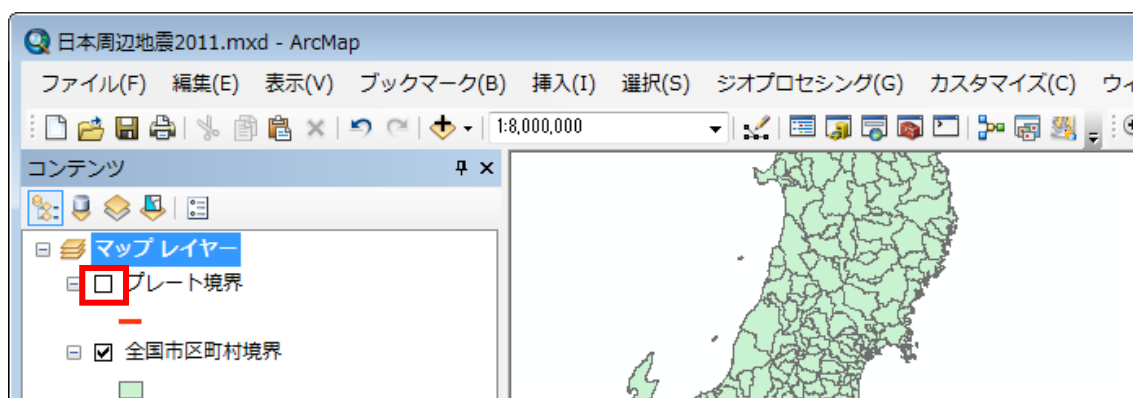 日本周辺地震2011.mxd - ArcMap
ファイル(F) 編集(E) 表示(V) ブックマーク(B) 挿入(I) 選択(S) ジオプロセシング(G) カスタマイズ(C) ウィ
1:8,000,000
コンテンツ
マップ レイヤー
プレート境界
全国市区町村境界